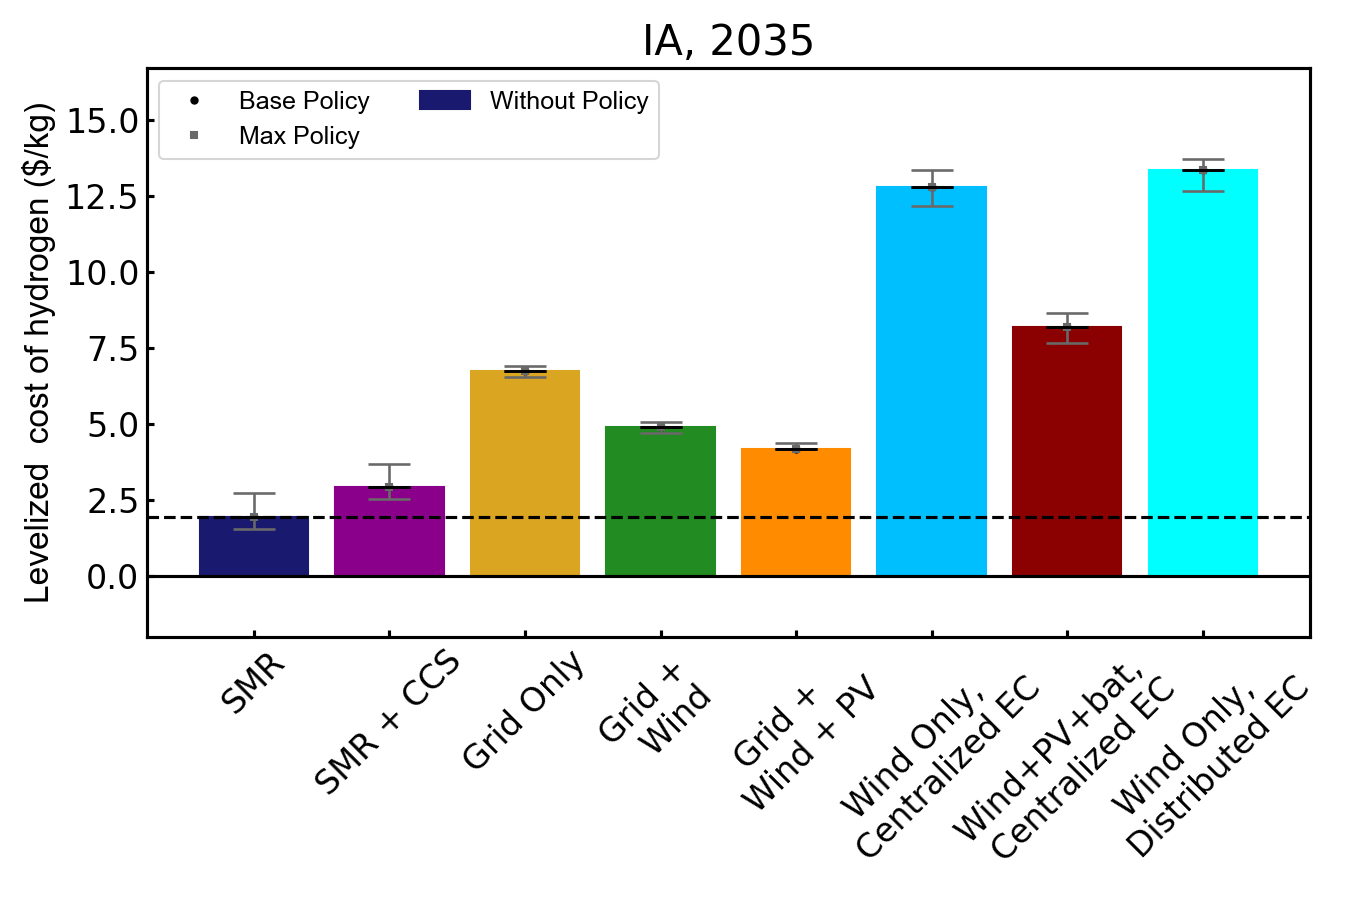 IA, 2035
Base Policy
Max Policy
Without Policy
Levelized  cost of hydrogen ($/kg)
15.0
12.5
10.0
7.5
5.0
2.5
0.0
SMR
SMR + CCS
Grid Only
Grid +
Wind
Grid +
Wind + PV
Wind Only,
Centralized EC
Wind+PV+bat,
Centralized EC
Wind Only,
Distributed EC